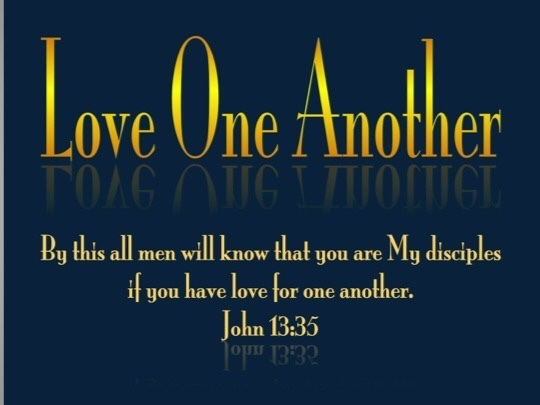 Love One Another
By this all men will know that you are My disciples
if you have love for one another.
John 13:35